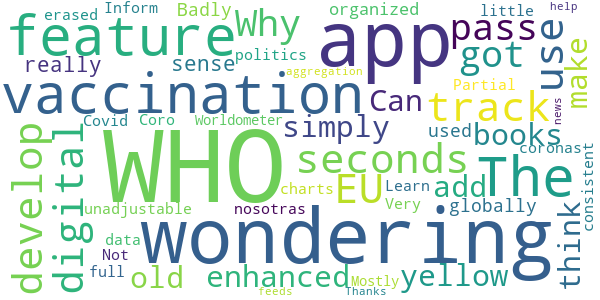 erased Inform Badly organized little help
feature Why app pass use
really sense politics got make
aggregation
vaccination Can track Partial news
Covid Coro Worldometer simply used books coronas
develop digital WHO seconds The think consistent
charts EU Learn add
unadjustable nosotras Very globally
data wondering
Not
full old enhanced Mostly yellow
feeds Thanks